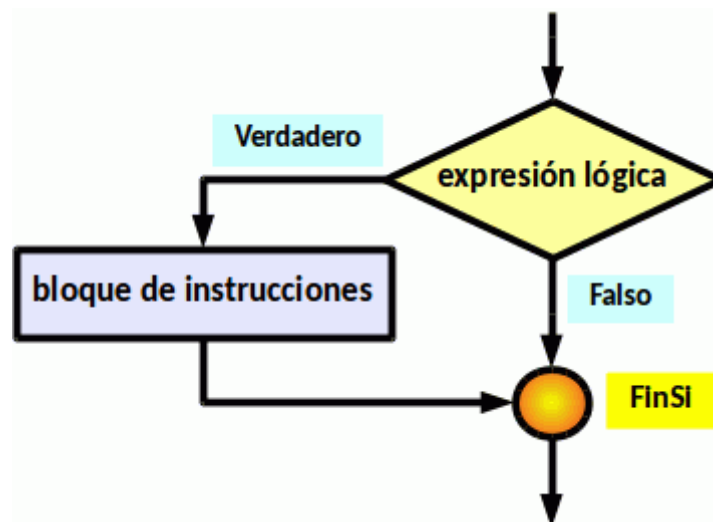 Verdadero
expresión lógica
bloque de instrucciones
Falso
FinSi